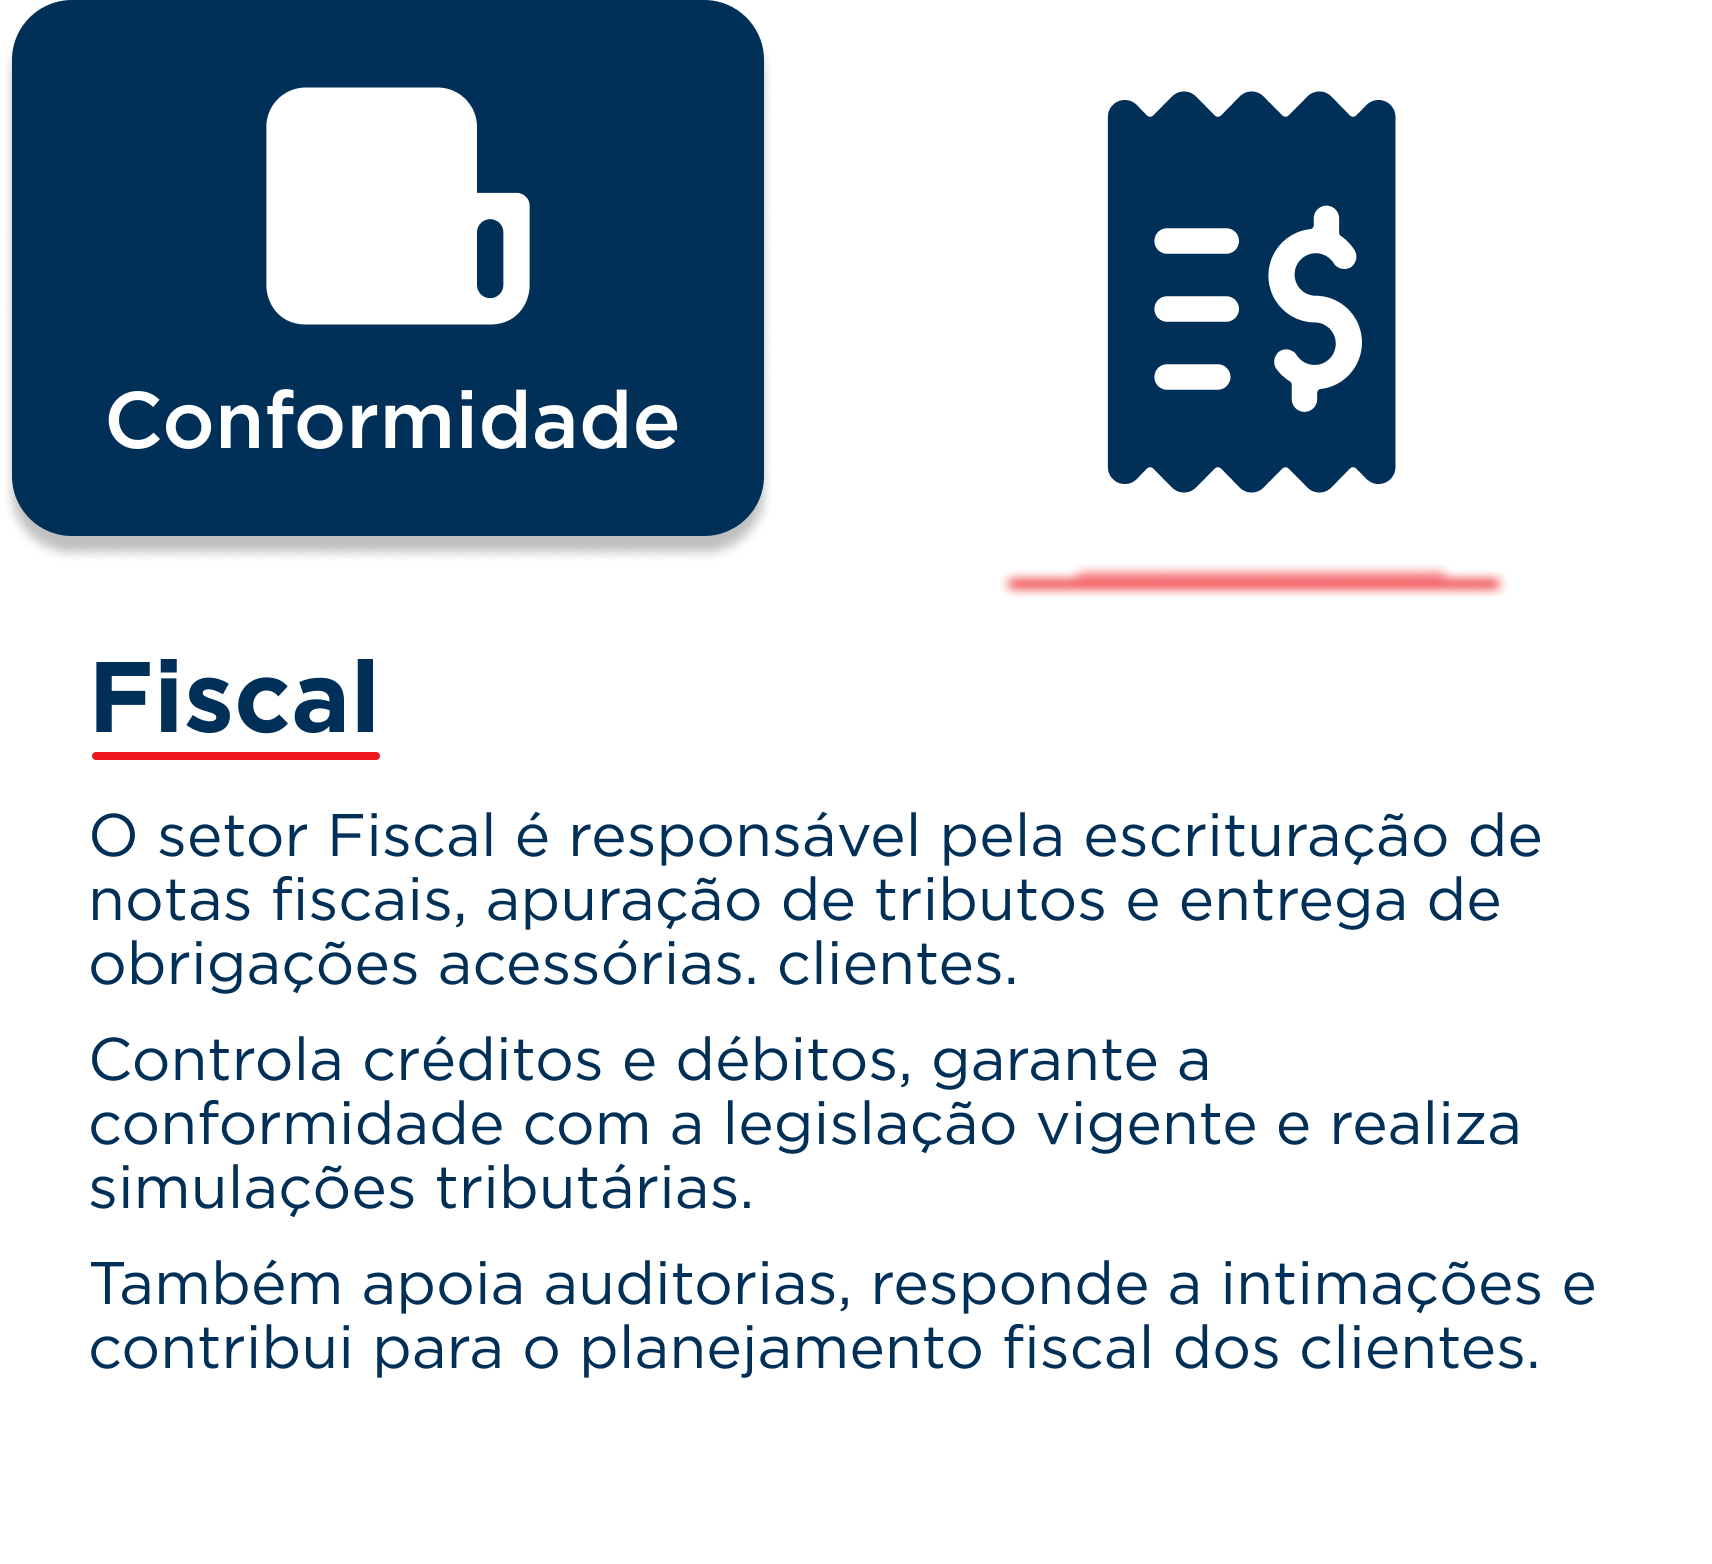 Conformidade
$
Fiscal
O setor Fiscal é responsável pela escrituração de
notas fiscais, apuração de tributos e entrega de
obrigações acessórias. clientes.
Controla créditos e débitos, garante a
conformidade com a legislação vigente e realiza
simulações tributárias.
Também apoia auditorias, responde a intimações e
contribui para o planejamento fiscal dos clientes.